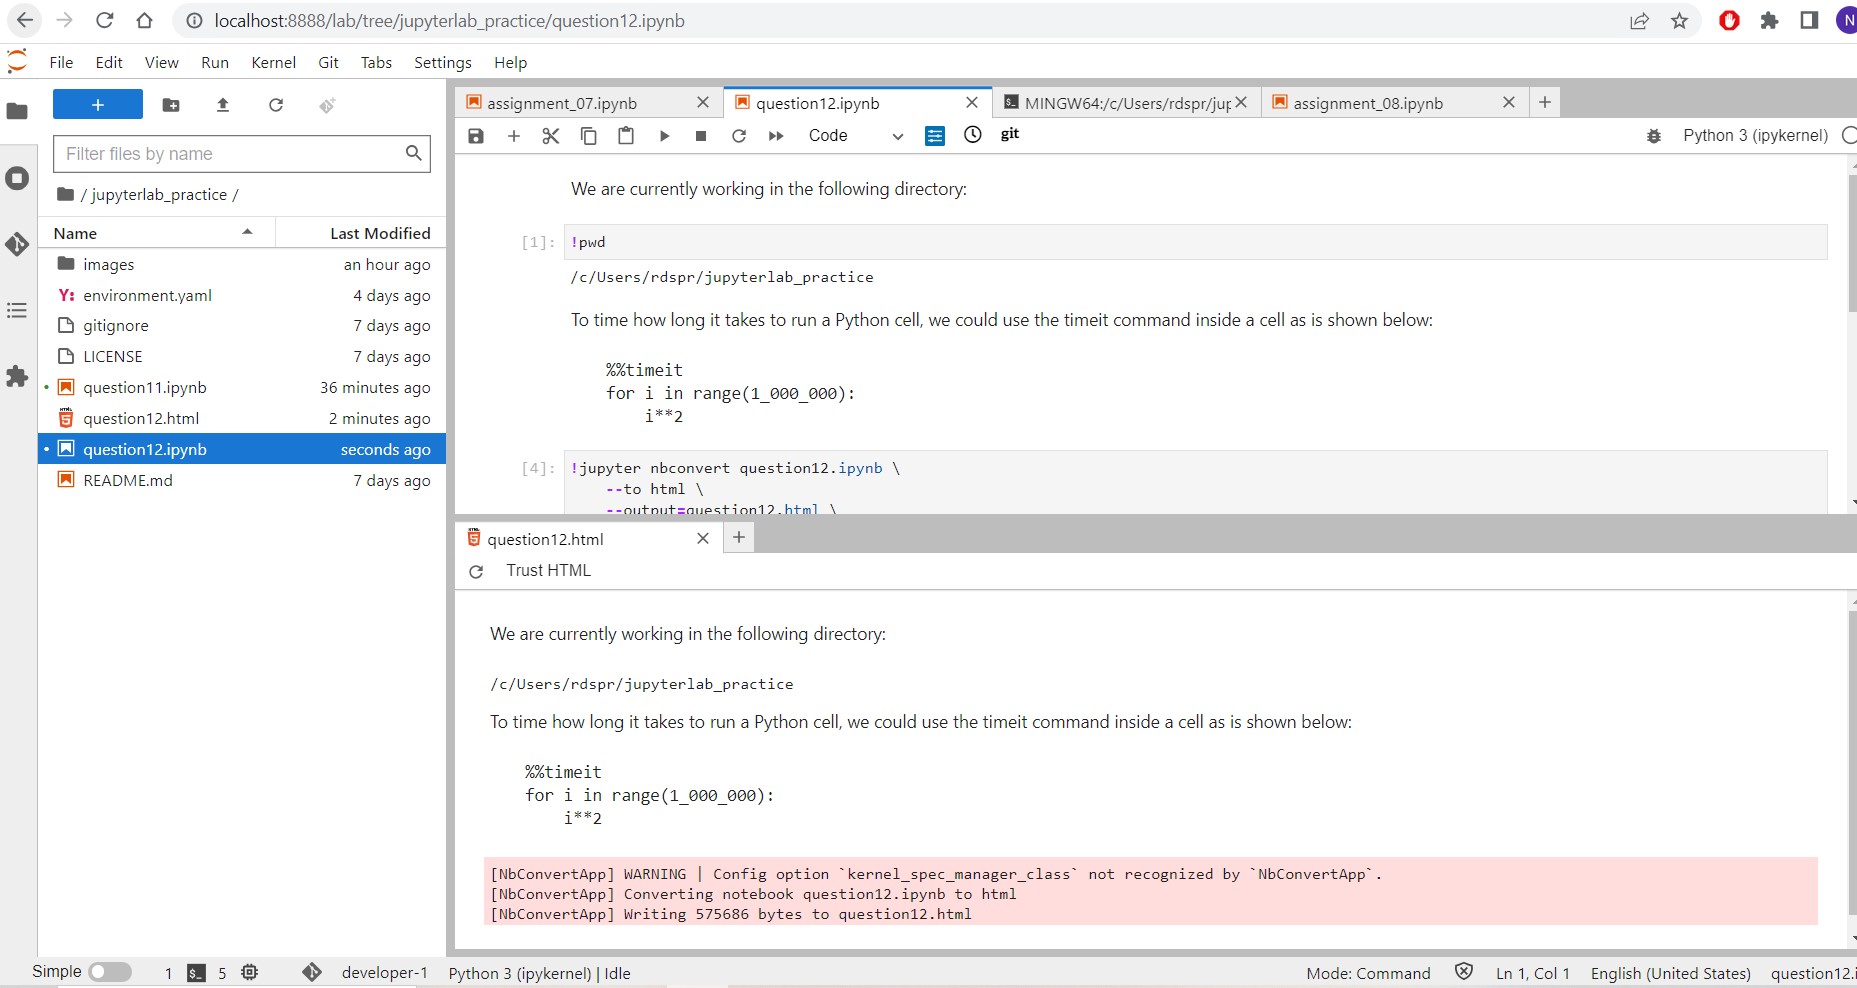 localhost:8888/lab/tree/jupyterlab_practice/question12.ipynb
N
File Edit View Run Kernel Git Tabs Settings Help
+
Filter files by name
/ jupyterlab_practice /
Name Last Modified
images an hour ago
Y: environment.yaml 4 days ago
gitignore 7 days ago
LICENSE 7 days ago
question11.ipynb 36 minutes ago
question12.html 2 minutes ago
question12.ipynb seconds ago
README.md 7 days ago
assignment_07.ipynb question12.ipynb MINGW64:/c/Users/rdspr/jup assignment_08.ipynb
Code git Python 3 (ipykernel)
We are currently working in the following directory:
[1]: !pwd
/c/Users/rdspr/jupyterlab_practice
To time how long it takes to run a Python cell, we could use the timeit command inside a cell as is shown below:
%%timeit
for i in range(1_000_000):
i**2
[4]: !jupyter nbconvert question12.ipynb \
--to html \
--output=question12.html \
question12.html
Trust HTML
We are currently working in the following directory:
/c/Users/rdspr/jupyterlab_practice
To time how long it takes to run a Python cell, we could use the timeit command inside a cell as is shown below:
%%timeit
for i in range(1_000_000):
i**2
[NbConvertApp] WARNING | Config option `kernel_spec_manager_class` not recognized by `NbConvertApp`.
[NbConvertApp] Converting notebook question12.ipynb to html
[NbConvertApp] Writing 575686 bytes to question12.html
Simple 1 $_ 5 developer-1 Python 3 (ipykernel) | Idle Mode: Command Ln 1, Col 1 English (United States) question12.i